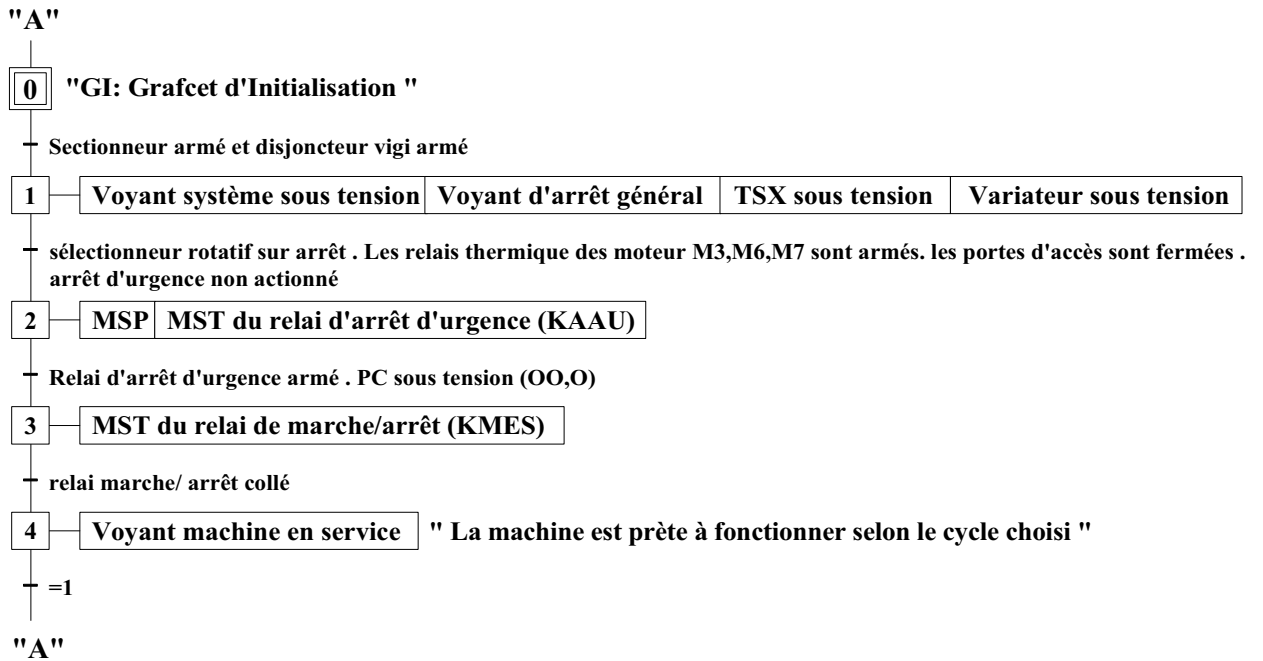 "A"
0 "GI: Grafcet d'Initialisation "
Sectionneur armé et disjoncteur vigi armé
1 Voyant système sous tension Voyant d'arrêt général TSX sous tension Variateur sous tension
sélectionneur rotatif sur arrêt . Les relais thermique des moteur M3,M6,M7 sont armés. les portes d'accès sont fermées .
arrêt d'urgence non actionné
2 MSP MST du relai d'arrêt d'urgence (KAAU)
Relai d'arrêt d'urgence armé . PC sous tension (OO,O)
3 MST du relai de marche/arrêt (KMES)
relai marche/ arrêt collé
4 Voyant machine en service " La machine est prète à fonctionner selon le cycle choisi "
=1
"A"